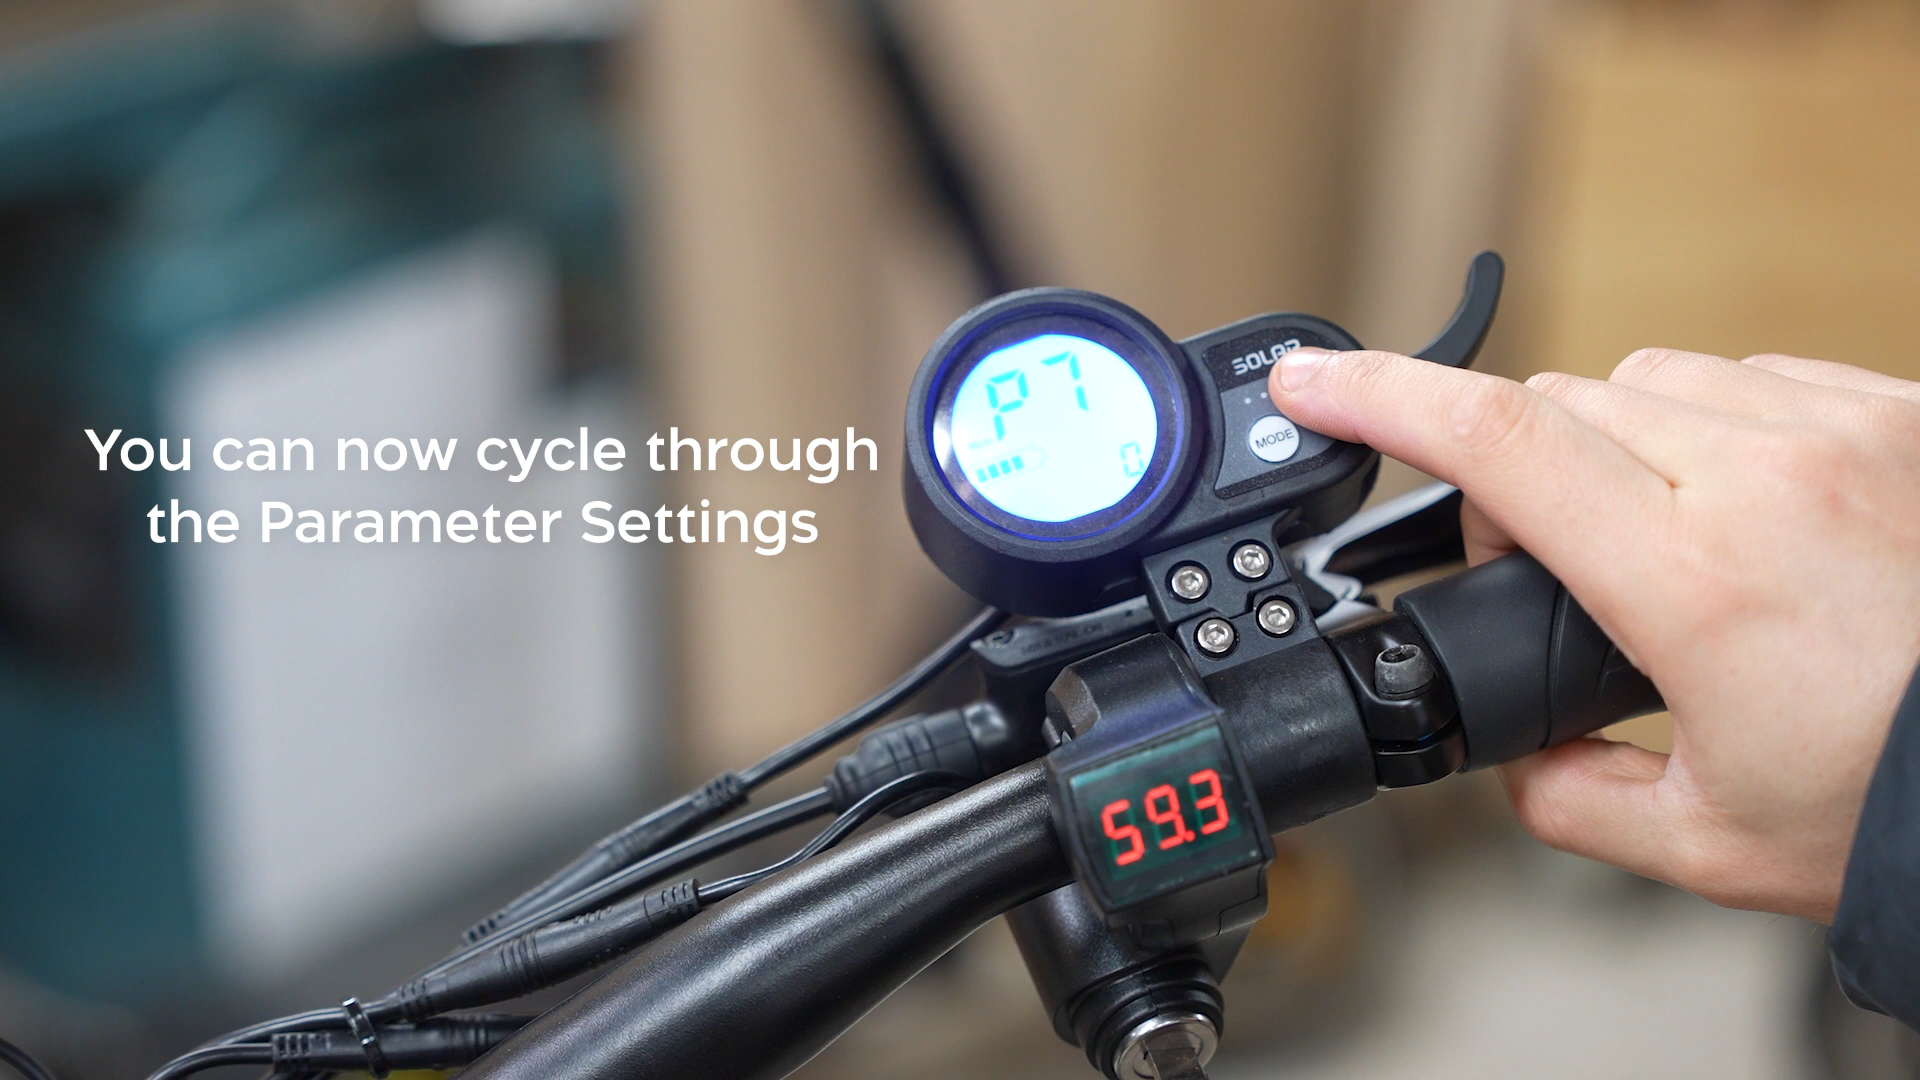 You can now cycle through
the Parameter Settings
P7
0
SOLAR
MODE
59.3